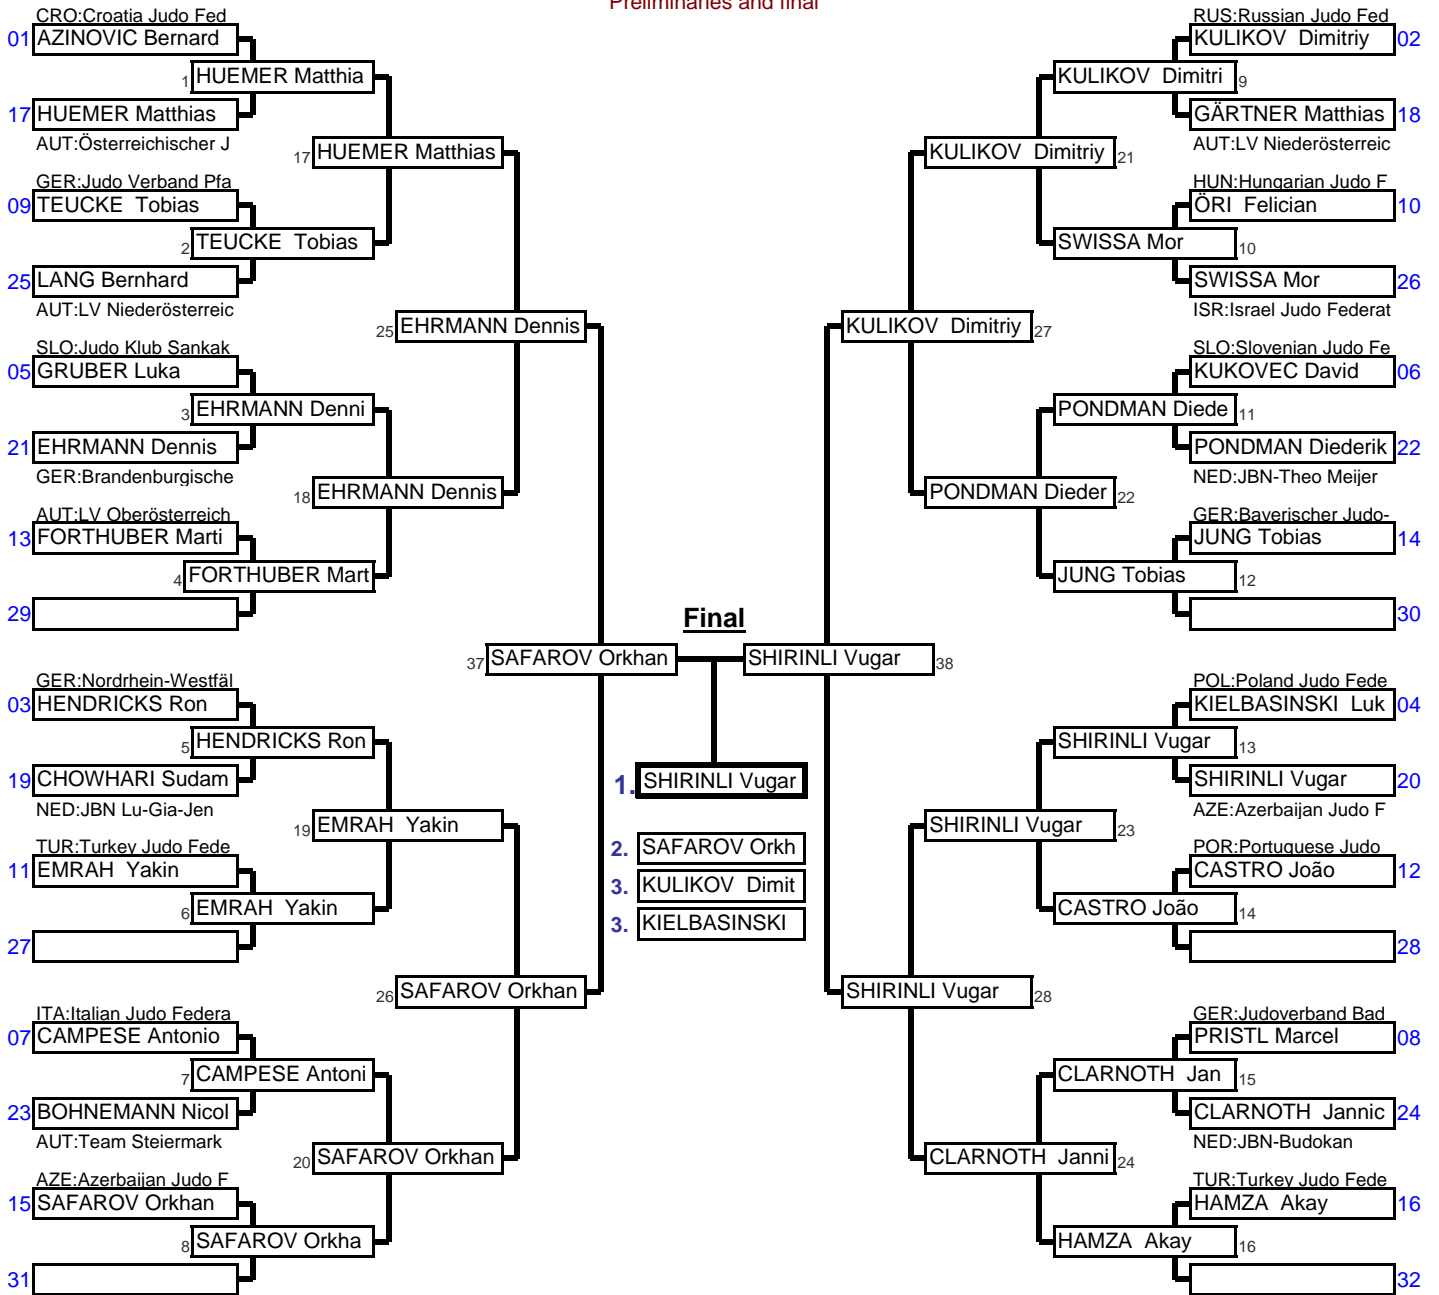 Preliminaries and final
CRO:Croatia Judo Fed
01 AZINOVIC Bernard
1 HUEMER Matthia
17 HUEMER Matthias
AUT:Österreichischer J
17 HUEMER Matthias
GER:Judo Verband Pfa
09 TEUCKE Tobias
2 TEUCKE Tobias
25 LANG Bernhard
AUT:LV Niederösterreic
25 EHRMANN Dennis
SLO:Judo Klub Sankak
05 GRUBER Luka
3 EHRMANN Denni
21 EHRMANN Dennis
GER:Brandenburgische
18 EHRMANN Dennis
AUT:LV Oberösterreich
13 FORTHUBER Marti
4 FORTHUBER Mart
29
37 SAFAROV Orkhan
GER:Nordrhein-Westfäl
03 HENDRICKS Ron
5 HENDRICKS Ron
19 CHOWHARI Sudam
NED:JBN Lu-Gia-Jen
19 EMRAH Yakin
TUR:Turkey Judo Fede
11 EMRAH Yakin
6 EMRAH Yakin
27
26 SAFAROV Orkhan
ITA:Italian Judo Federa
07 CAMPESE Antonio
7 CAMPESE Antoni
23 BOHNEMANN Nicol
AUT:Team Steiermark
20 SAFAROV Orkhan
AZE:Azerbaijan Judo F
15 SAFAROV Orkhan
8 SAFAROV Orkha
31
Final
1. SHIRINLI Vugar
2. SAFAROV Orkh
3. KULIKOV Dimit
3. KIELBASINSKI
RUS:Russian Judo Fed
KULIKOV Dimitriy 02
KULIKOV Dimitri 9
GÄRTNER Matthias 18
AUT:LV Niederösterreic
KULIKOV Dimitriy 21
HUN:Hungarian Judo F
ÖRI Felician 10
SWISSA Mor 10
SWISSA Mor 26
ISR:Israel Judo Federat
KULIKOV Dimitriy 27
SLO:Slovenian Judo Fe
KUKOVEC David 06
PONDMAN Diede 11
PONDMAN Diederik 22
NED:JBN-Theo Meijer
PONDMAN Dieder 22
GER:Bayerischer Judo-
JUNG Tobias 14
JUNG Tobias 12
30
SHIRINLI Vugar 38
POL:Poland Judo Fede
KIELBASINSKI Luk 04
SHIRINLI Vugar 13
SHIRINLI Vugar 20
AZE:Azerbaijan Judo F
SHIRINLI Vugar 23
POR:Portuguese Judo
CASTRO João 12
CASTRO João 14
28
SHIRINLI Vugar 28
GER:Judoverband Bad
PRISTL Marcel 08
CLARNOTH Jan 15
CLARNOTH Jannic 24
NED:JBN-Budokan
CLARNOTH Janni 24
TUR:Turkey Judo Fede
HAMZA Akay 16
HAMZA Akay 16
32